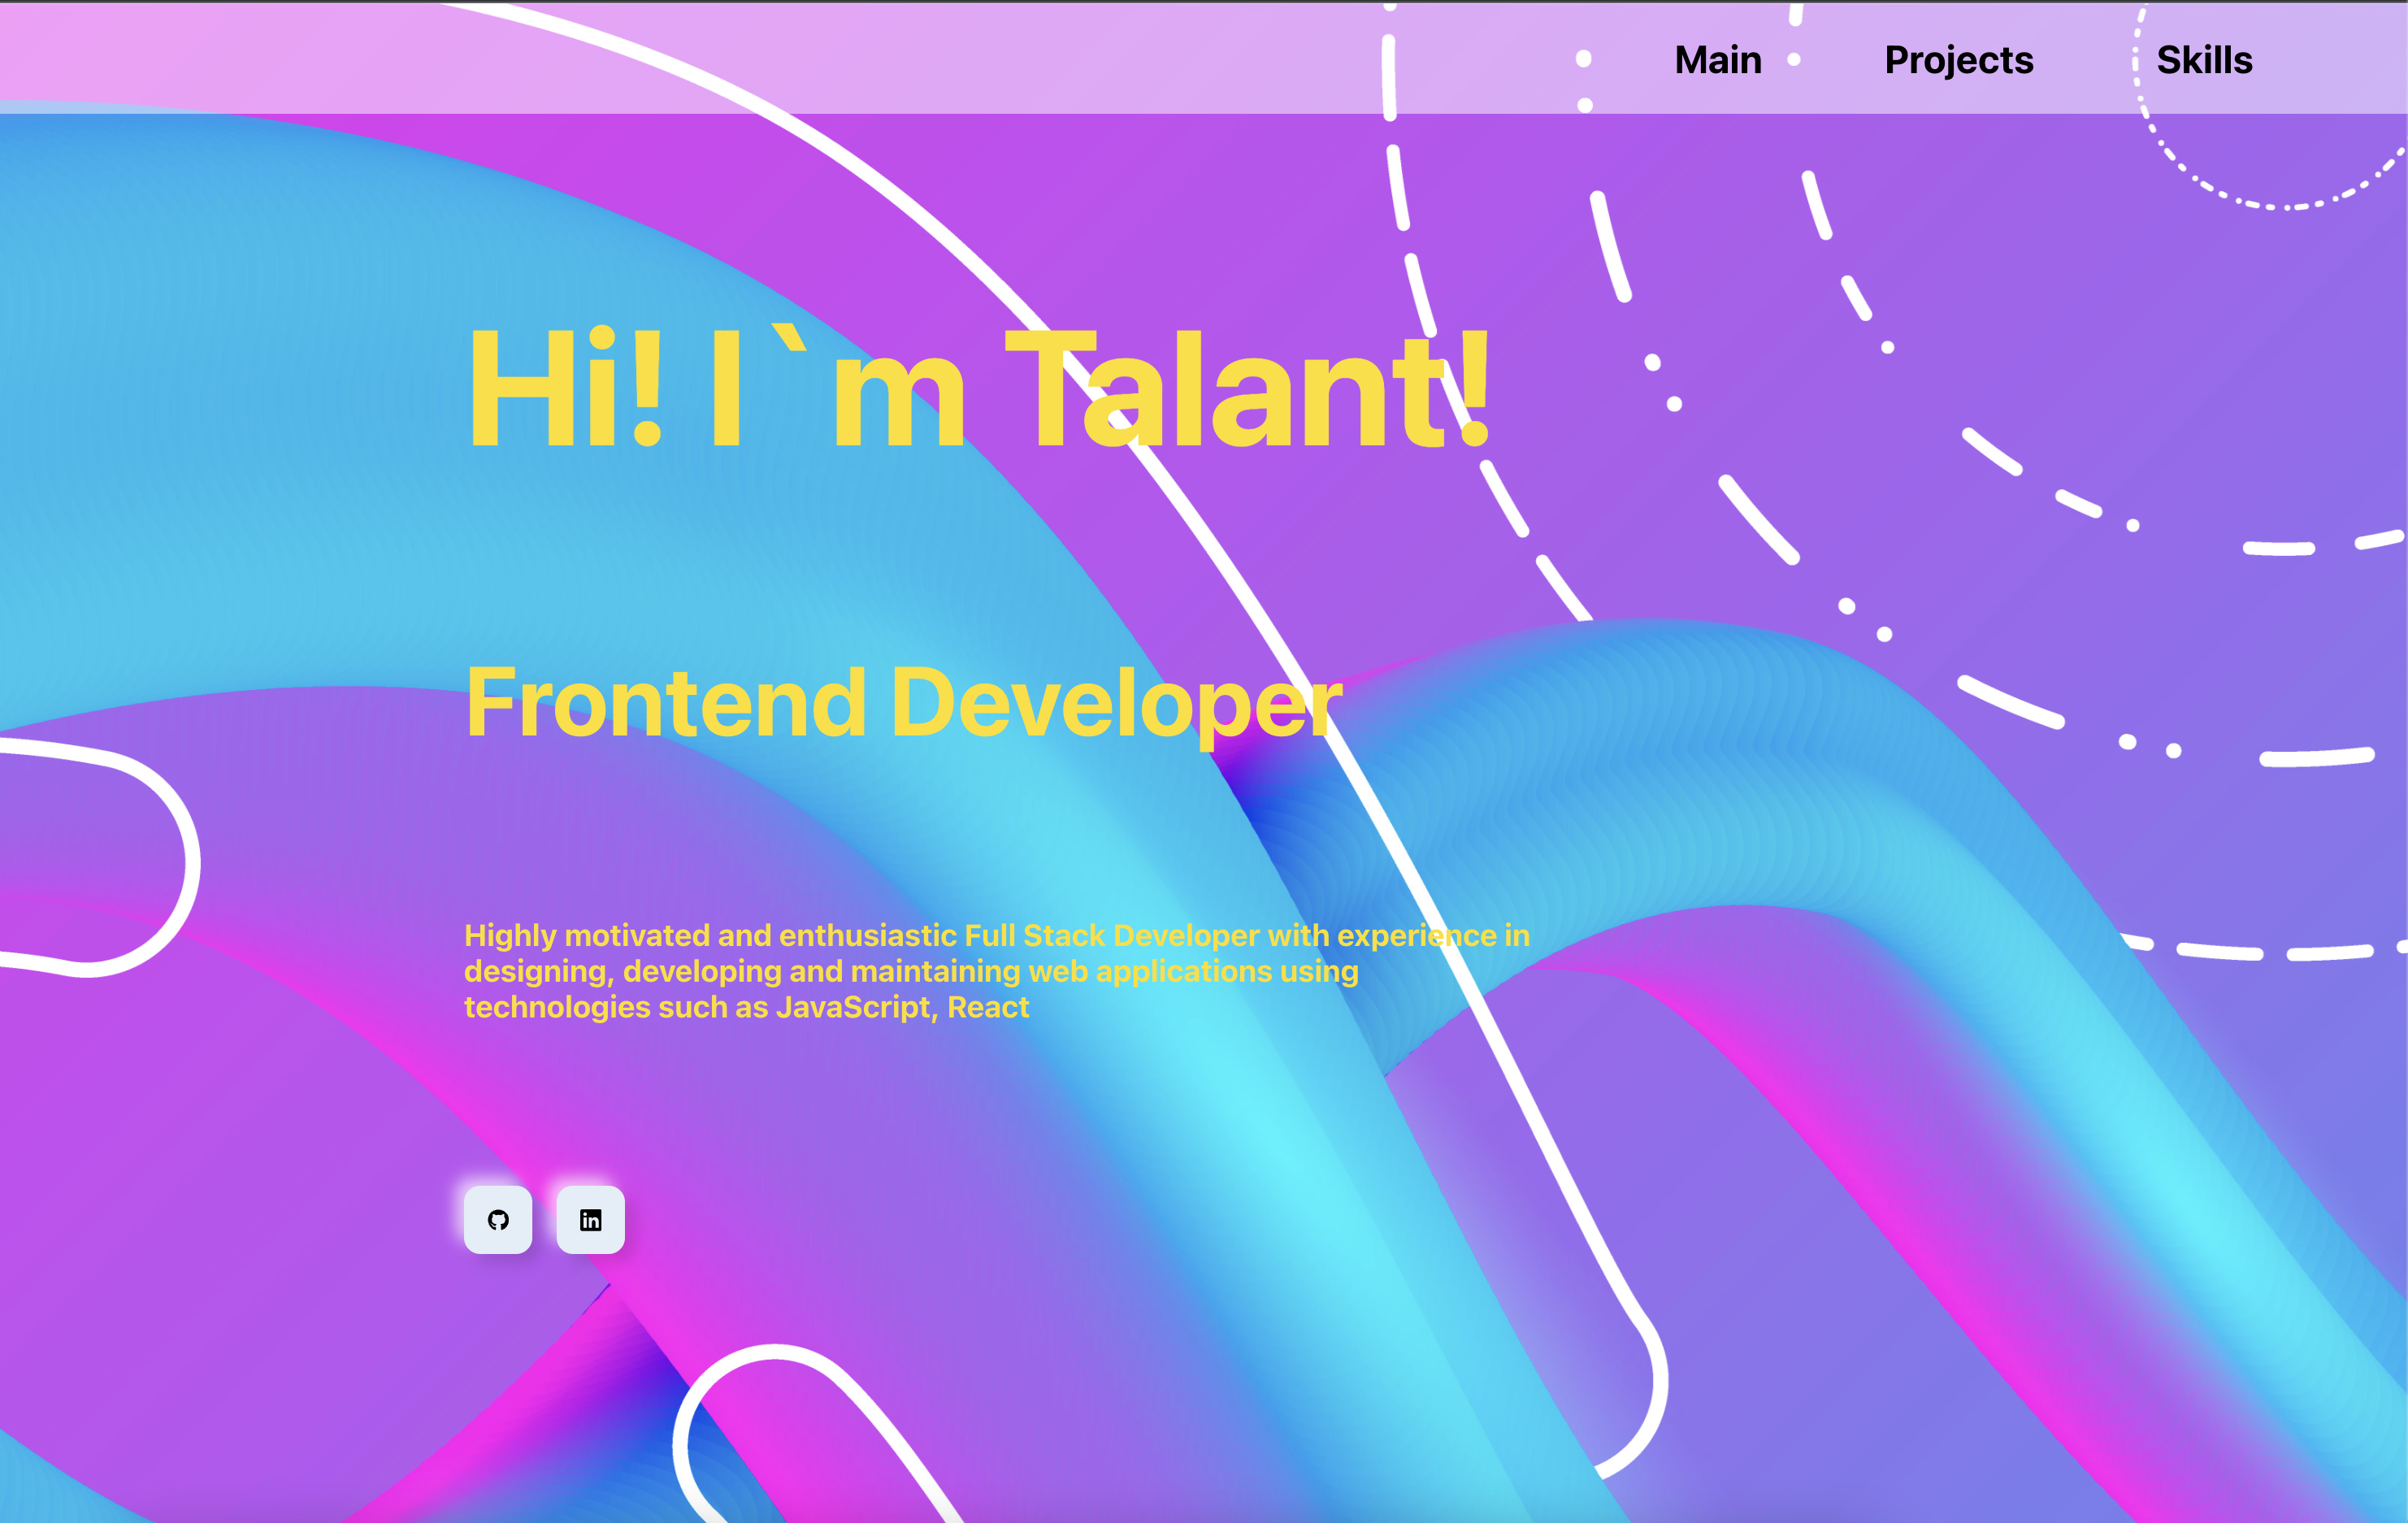 Main Projects Skills
Hi! I`m Talant!
Frontend Developer
Highly motivated and enthusiastic Full Stack Developer with experience in
designing, developing and maintaining web applications using
technologies such as JavaScript, React
in